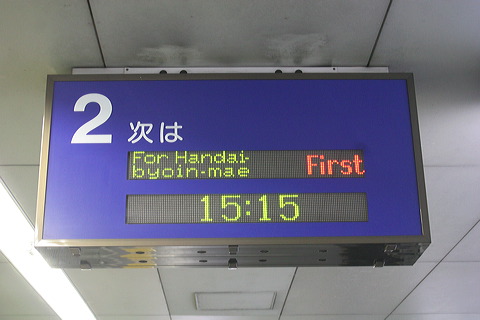 2 次は
For Handai-
byoin-mae First
15:15